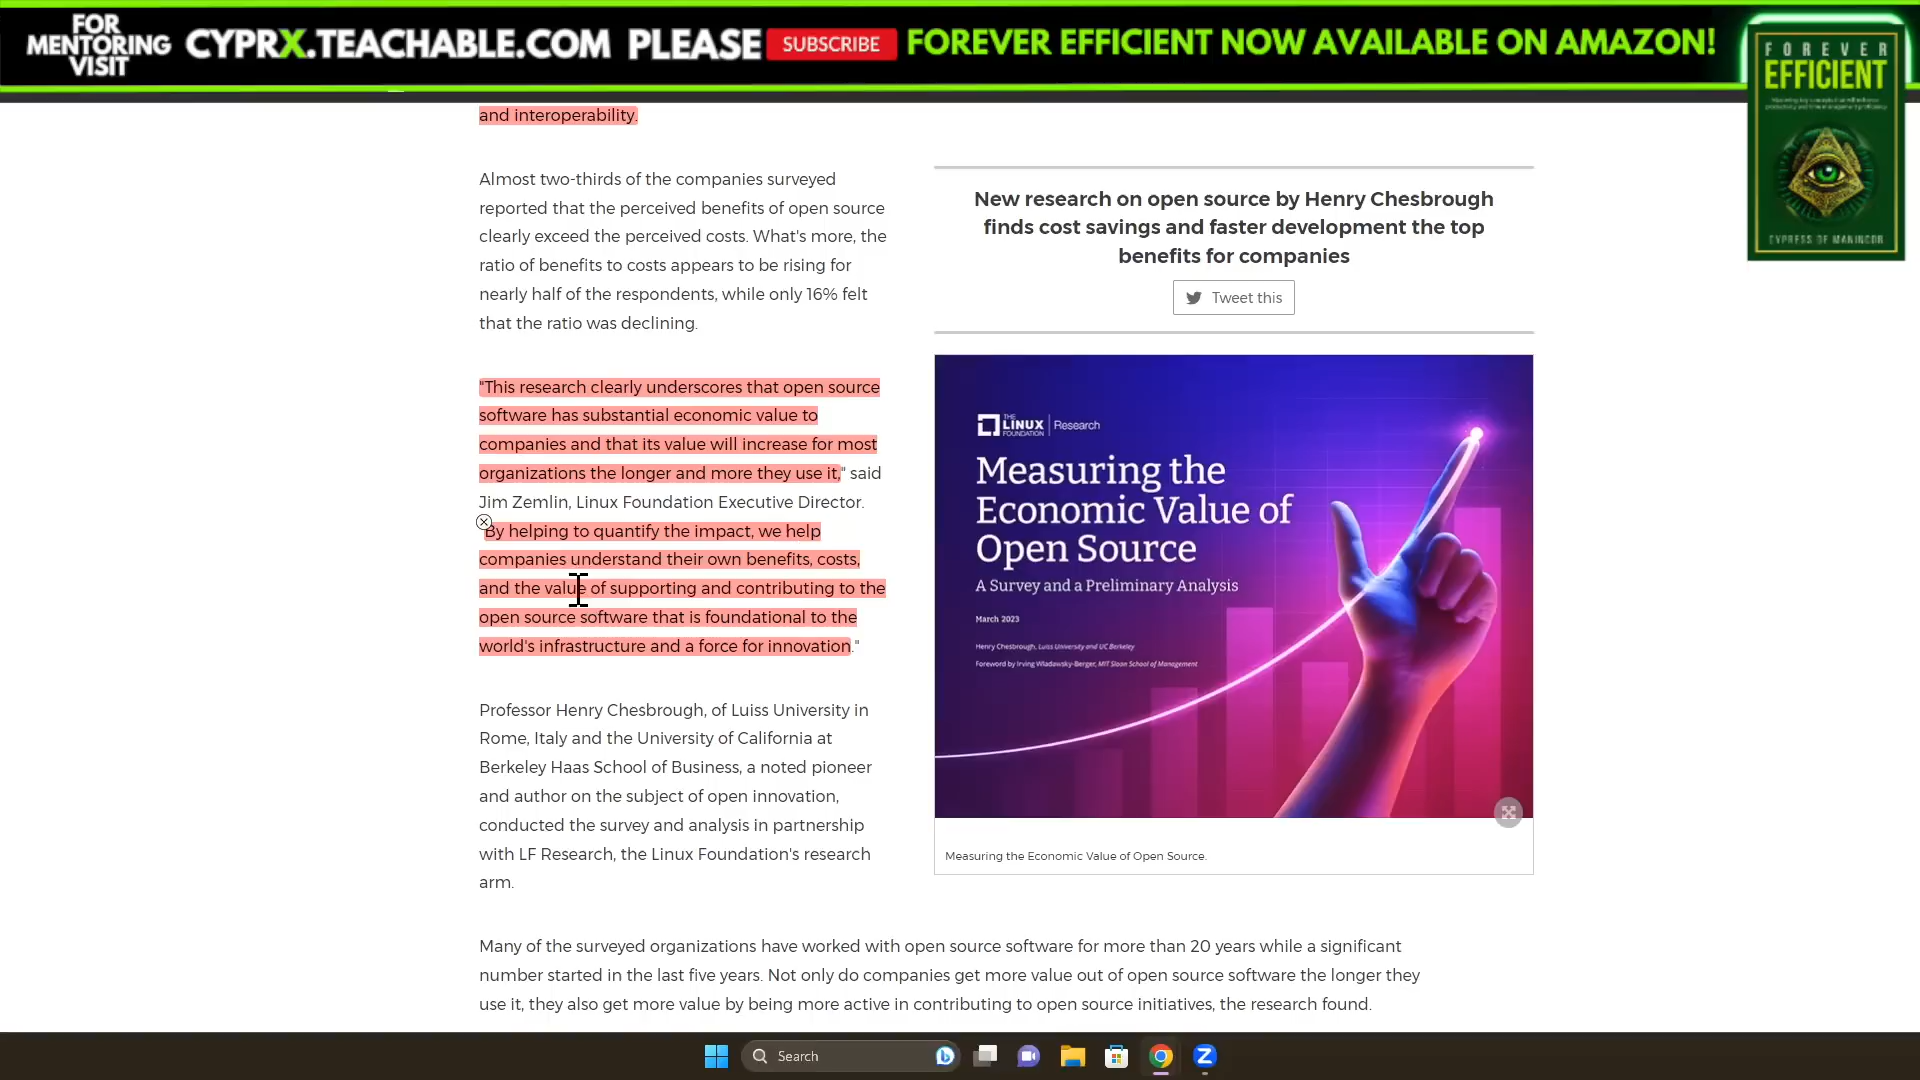 FOR
MENTORING
VISIT
CYPRX.TEACHABLE.COM PLEASE SUBSCRIBE FOREVER EFFICIENT NOW AVAILABLE ON AMAZON!
FOREVER
EFFICIENT
CYPRESS OF MANINCOR
and interoperability.
Almost two-thirds of the companies surveyed
reported that the perceived benefits of open source
clearly exceed the perceived costs. What's more, the
ratio of benefits to costs appears to be rising for
nearly half of the respondents, while only 16% felt
that the ratio was declining.
"This research clearly underscores that open source
software has substantial economic value to
companies and that its value will increase for most
organizations the longer and more they use it," said
Jim Zemlin, Linux Foundation Executive Director.
"By helping to quantify the impact, we help
companies understand their own benefits, costs,
and the value of supporting and contributing to the
open source software that is foundational to the
world's infrastructure and a force for innovation."
Professor Henry Chesbrough, of Luiss University in
Rome, Italy and the University of California at
Berkeley Haas School of Business, a noted pioneer
and author on the subject of open innovation,
conducted the survey and analysis in partnership
with LF Research, the Linux Foundation's research
arm.
New research on open source by Henry Chesbrough
finds cost savings and faster development the top
benefits for companies
Tweet this
THE LINUX FOUNDATION | Research
Measuring the
Economic Value of
Open Source
A Survey and a Preliminary Analysis
March 2023
Henry Chesbrough, Luiss University and UC Berkeley
Foreword by Irving Wladawsky-Berger, MIT Sloan School of Management
Measuring the Economic Value of Open Source.
Many of the surveyed organizations have worked with open source software for more than 20 years while a significant
number started in the last five years. Not only do companies get more value out of open source software the longer they
use it, they also get more value by being more active in contributing to open source initiatives, the research found.
Search